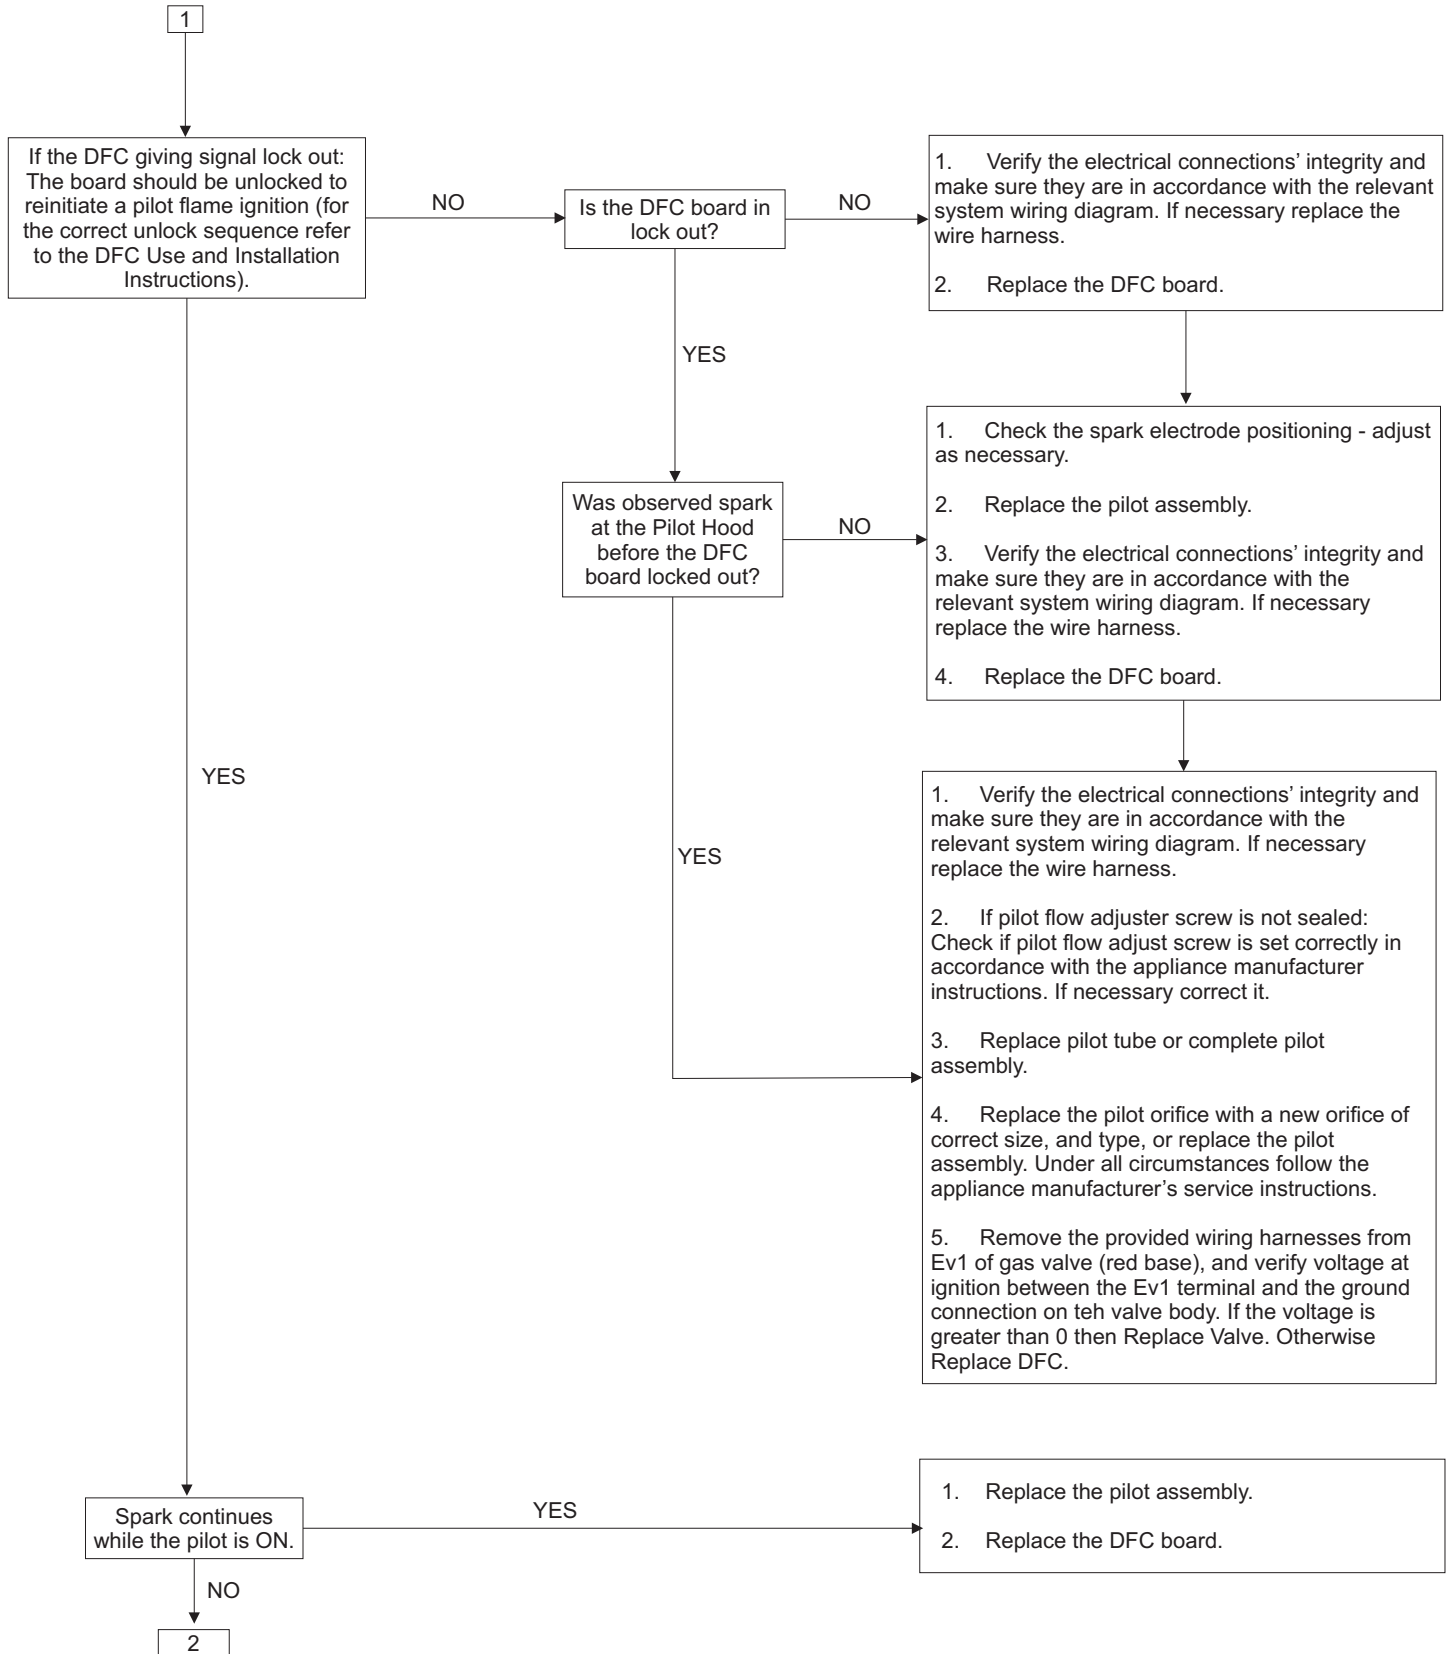 1
If the DFC giving signal lock out:
The board should be unlocked to
reinitiate a pilot flame ignition (for
the correct unlock sequence refer
to the DFC Use and Installation
Instructions).
NO
Is the DFC board in
lock out?
NO
1. Verify the electrical connections’ integrity and
make sure they are in accordance with the relevant
system wiring diagram. If necessary replace the
wire harness.
2. Replace the DFC board.
YES
Was observed spark
at the Pilot Hood
before the DFC
board locked out?
NO
1. Check the spark electrode positioning - adjust
as necessary.
2. Replace the pilot assembly.
3. Verify the electrical connections’ integrity and
make sure they are in accordance with the
relevant system wiring diagram. If necessary
replace the wire harness.
4. Replace the DFC board.
YES
YES
1. Verify the electrical connections’ integrity and
make sure they are in accordance with the
relevant system wiring diagram. If necessary
replace the wire harness.
2. If pilot flow adjuster screw is not sealed:
Check if pilot flow adjust screw is set correctly in
accordance with the appliance manufacturer
instructions. If necessary correct it.
3. Replace pilot tube or complete pilot
assembly.
4. Replace the pilot orifice with a new orifice of
correct size, and type, or replace the pilot
assembly. Under all circumstances follow the
appliance manufacturer’s service instructions.
5. Remove the provided wiring harnesses from
Ev1 of gas valve (red base), and verify voltage at
ignition between the Ev1 terminal and the ground
connection on teh valve body. If the voltage is
greater than 0 then Replace Valve. Otherwise
Replace DFC.
Spark continues
while the pilot is ON.
YES
1. Replace the pilot assembly.
2. Replace the DFC board.
NO
2